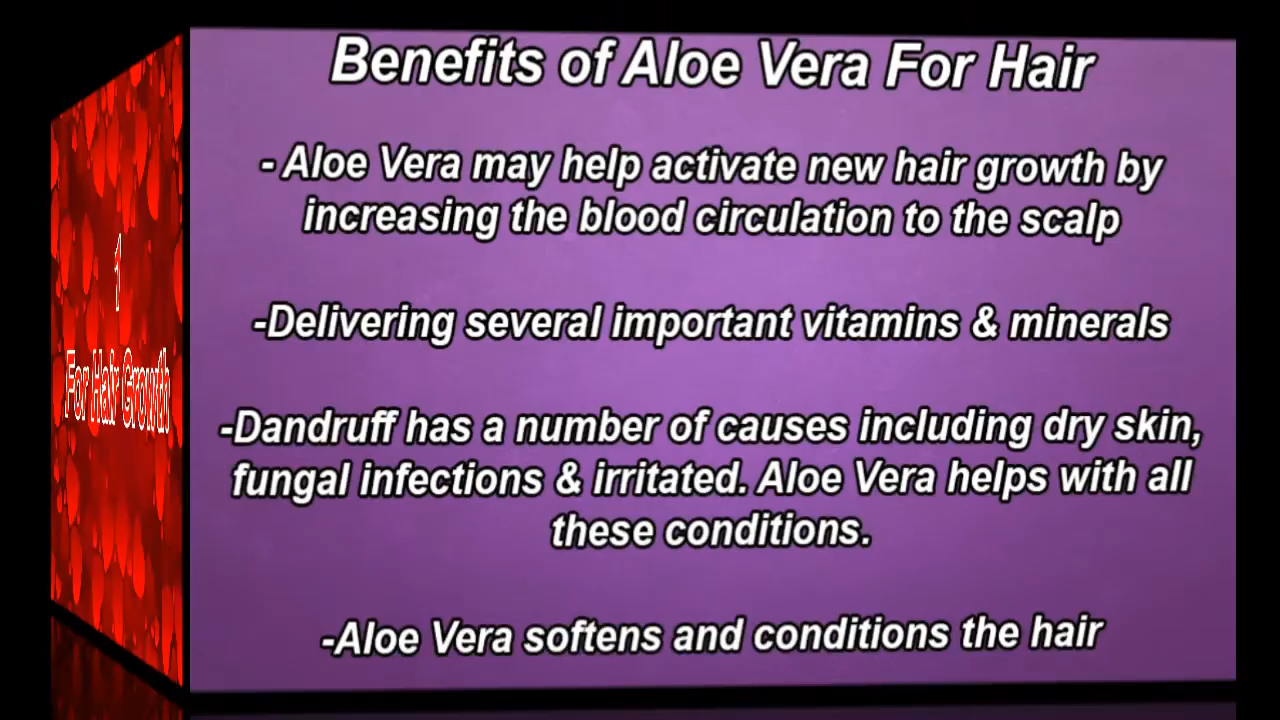 Benefits of Aloe Vera For Hair
- Aloe Vera may help activate new hair growth by
increasing the blood circulation to the scalp
-Delivering several important vitamins & minerals
-Dandruff has a number of causes including dry skin,
fungal infections & irritated. Aloe Vera helps with all
these conditions.
-Aloe Vera softens and conditions the hair
1
For Hair Growth